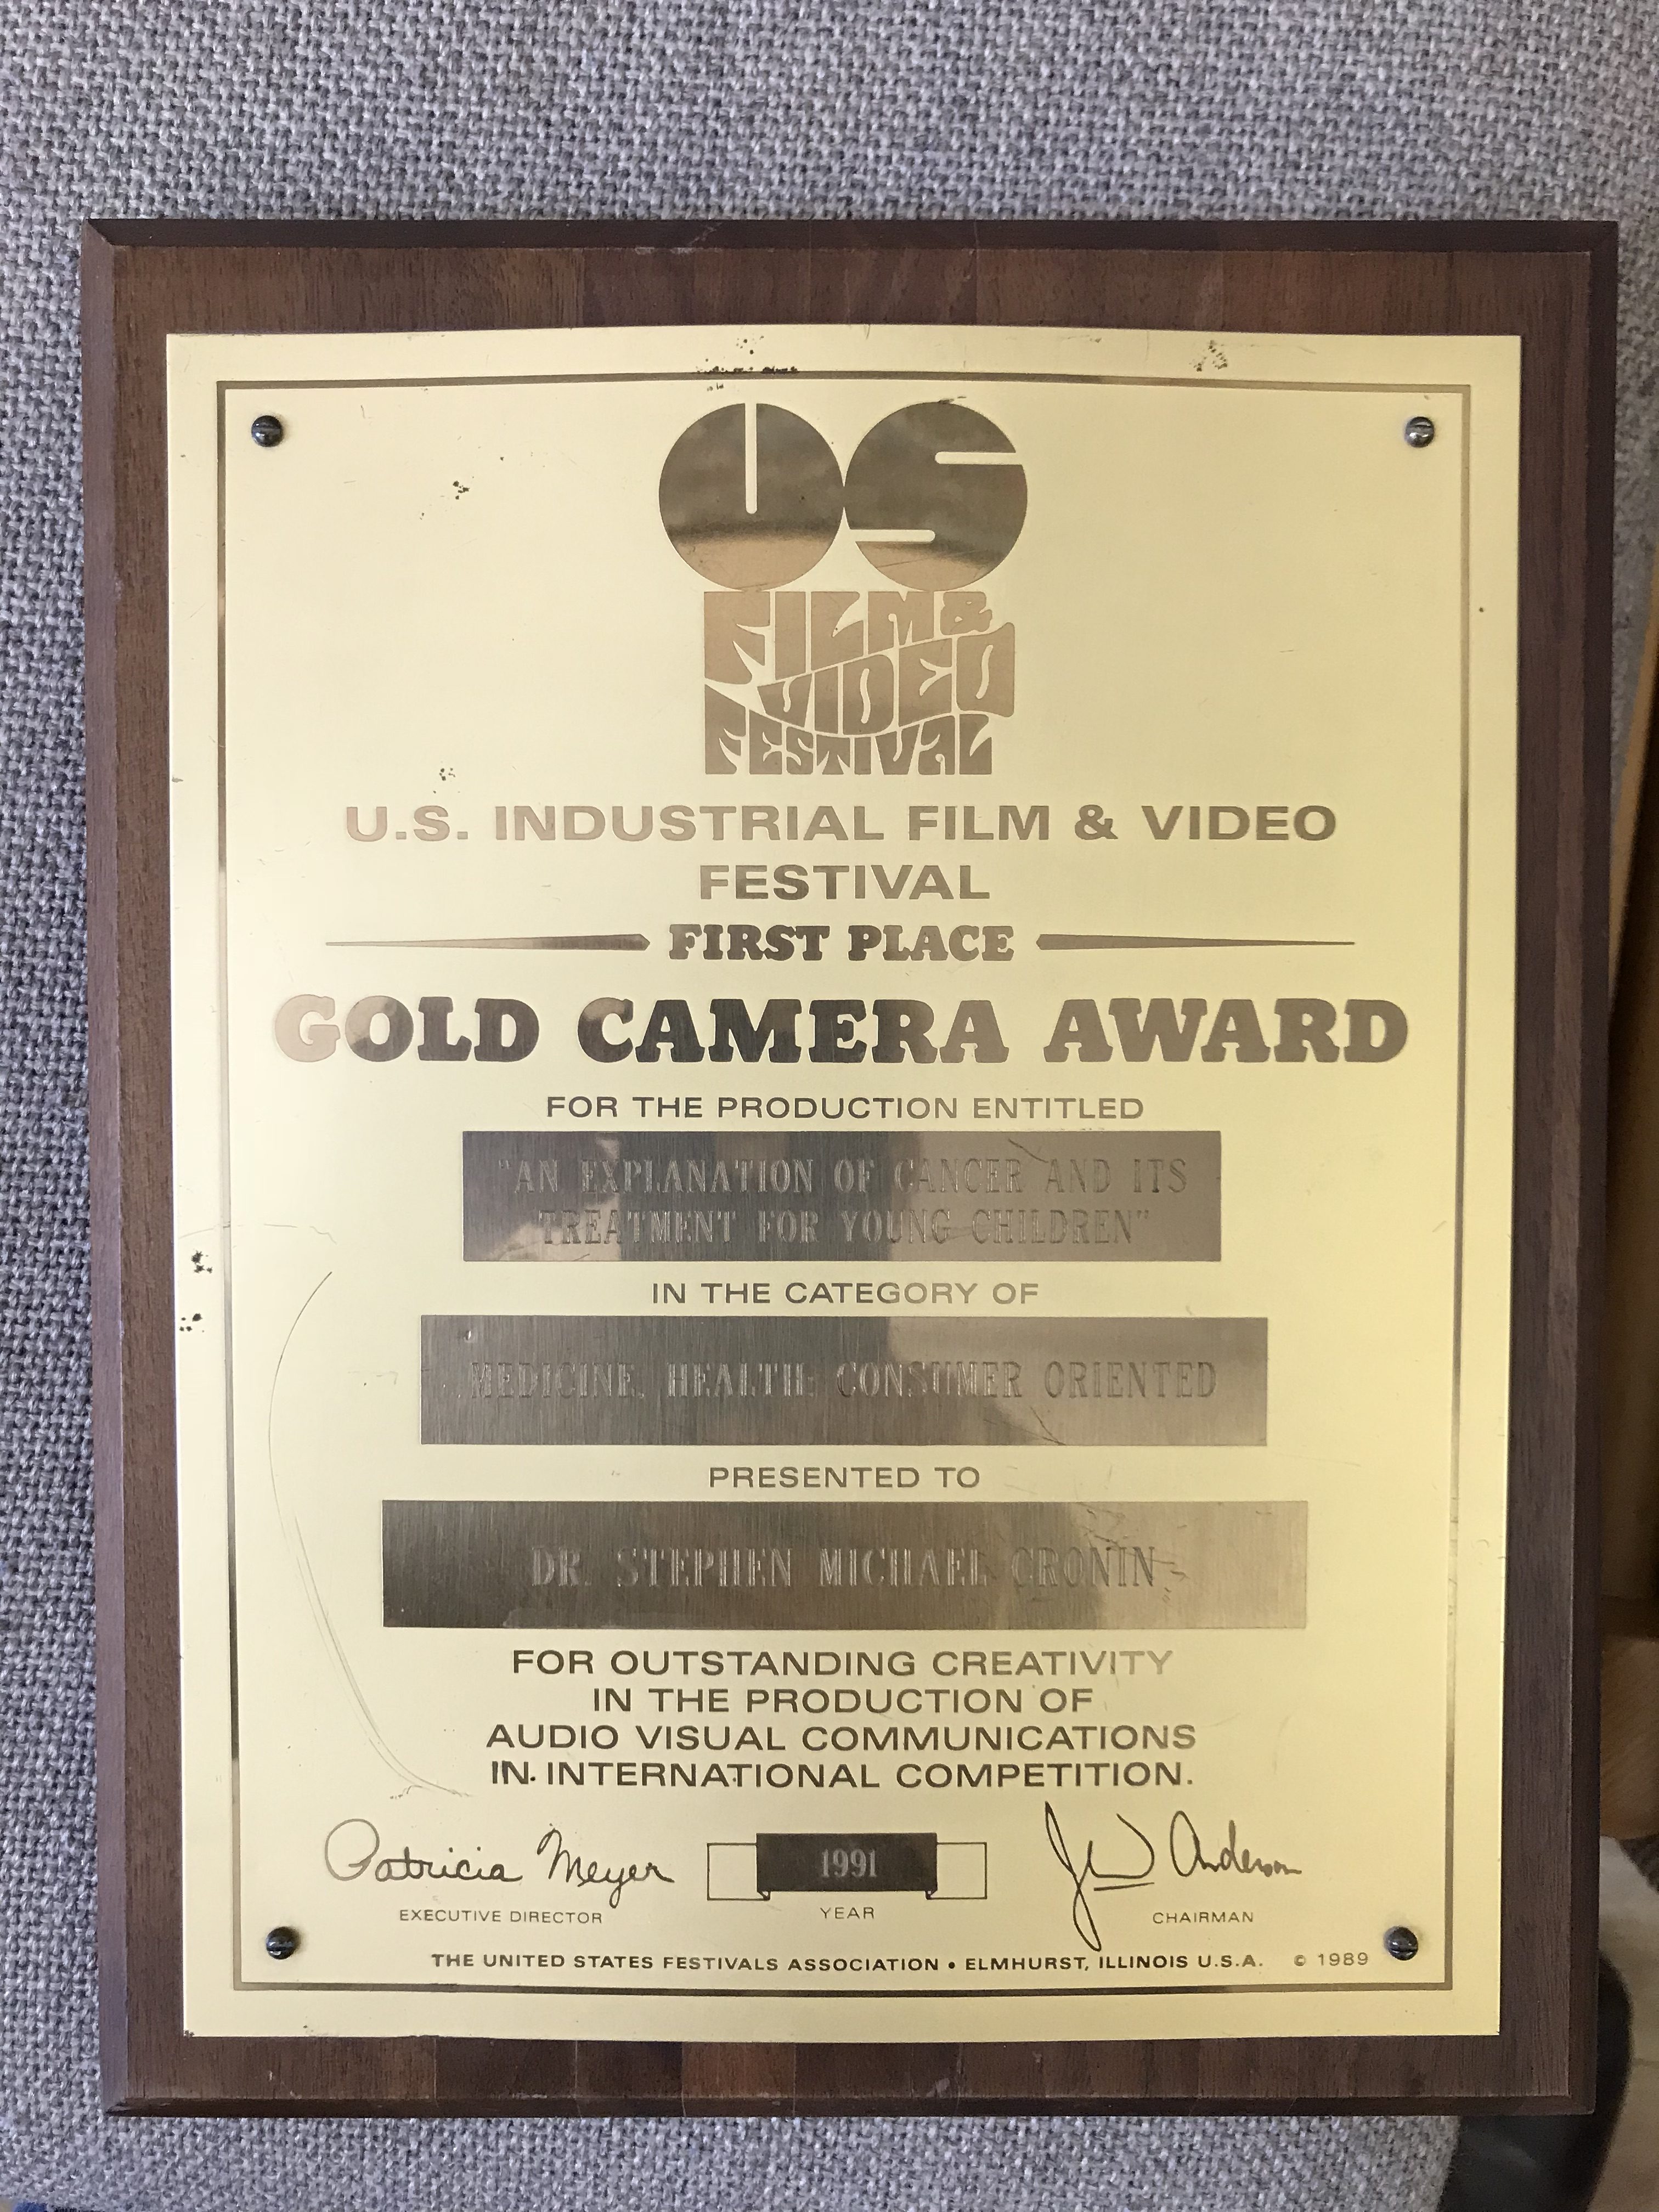 US
FILM &
VIDEO
FESTIVAL
U.S. INDUSTRIAL FILM & VIDEO
FESTIVAL
FIRST PLACE
GOLD CAMERA AWARD
FOR THE PRODUCTION ENTITLED
"AN EXPLANATION OF CANCER AND ITS
TREATMENT FOR YOUNG CHILDREN"
IN THE CATEGORY OF
MEDICINE, HEALTH: CONSUMER ORIENTED
PRESENTED TO
DR. STEPHEN MICHAEL CRONIN
FOR OUTSTANDING CREATIVITY
IN THE PRODUCTION OF
AUDIO VISUAL COMMUNICATIONS
IN INTERNATIONAL COMPETITION.
Patricia Meyer 1991 JW Anderson
EXECUTIVE DIRECTOR YEAR CHAIRMAN
THE UNITED STATES FESTIVALS ASSOCIATION • ELMHURST, ILLINOIS U.S.A. © 1989